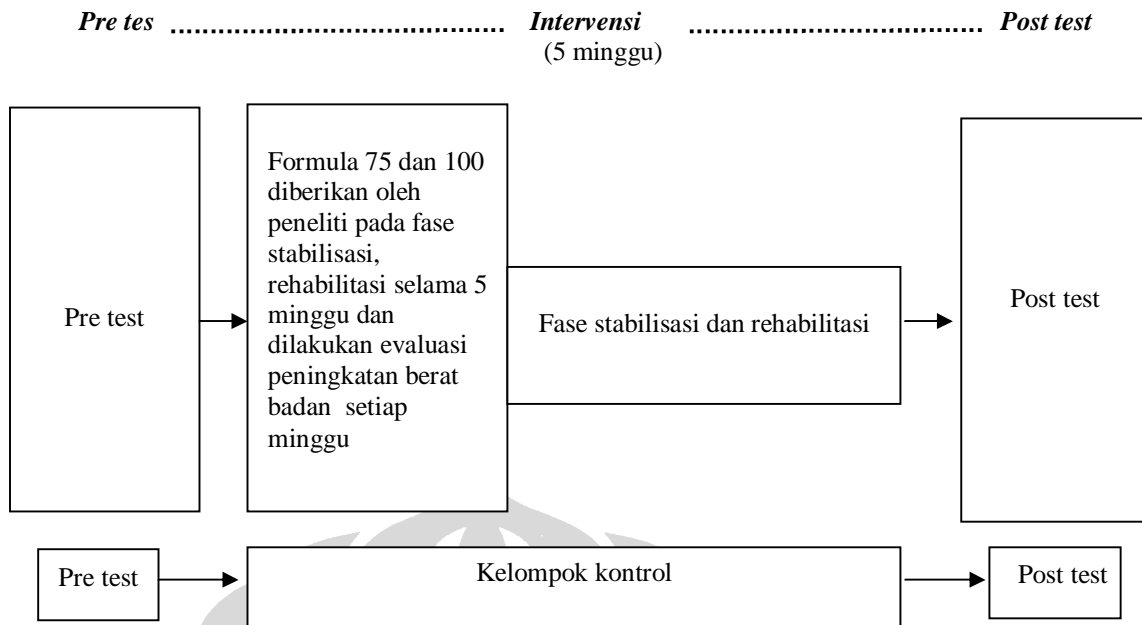 Pre tes ........................................ Intervensi ................................ Post test
(5 minggu)
Pre test
Formula 75 dan 100
diberikan oleh
peneliti pada fase
stabilisasi,
rehabilitasi selama 5
minggu dan
dilakukan evaluasi
peningkatan berat
badan setiap
minggu
Fase stabilisasi dan rehabilitasi
Post test
Pre test
Kelompok kontrol
Post test